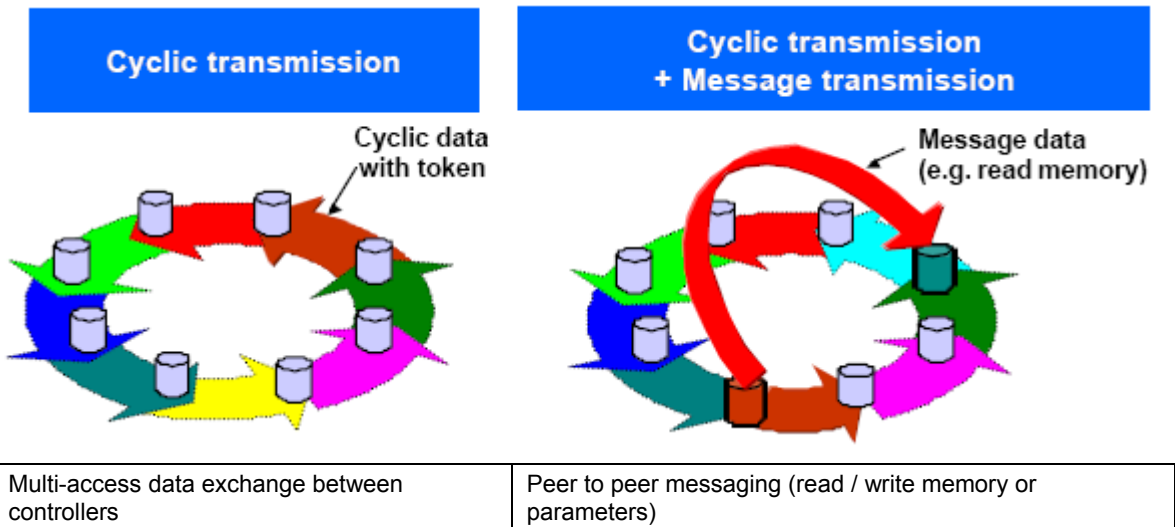 Cyclic transmission
Cyclic transmission
+ Message transmission
Cyclic data
with token
Message data
(e.g. read memory)
Multi-access data exchange between
controllers
Peer to peer messaging (read / write memory or
parameters)